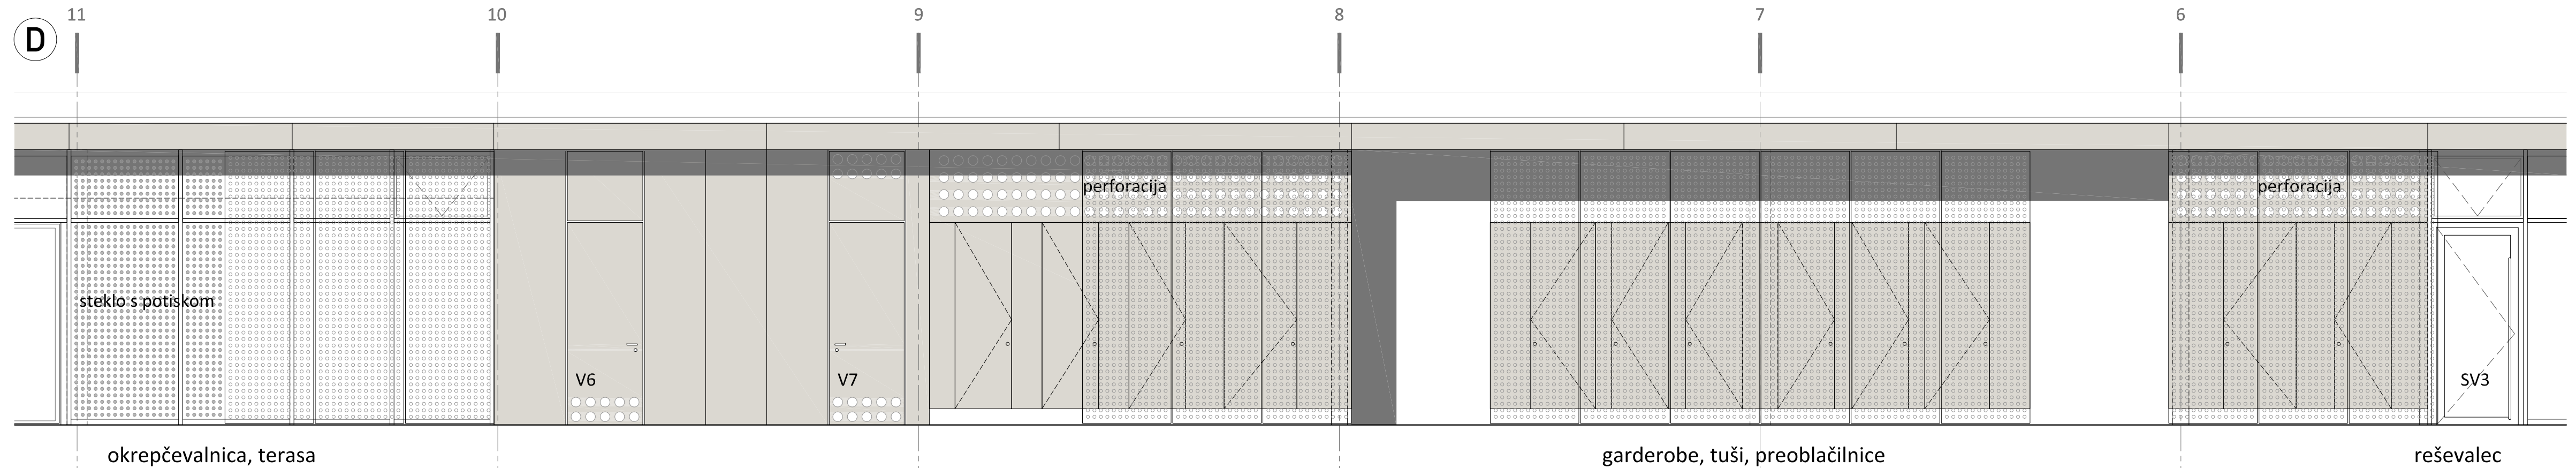 11 10 9 8 7 6
D
perforacija perforacija
steklo s potiskom
V6 V7 SV3
okrepčevalnica, terasa garderobe, tuši, preoblačilnice reševalec